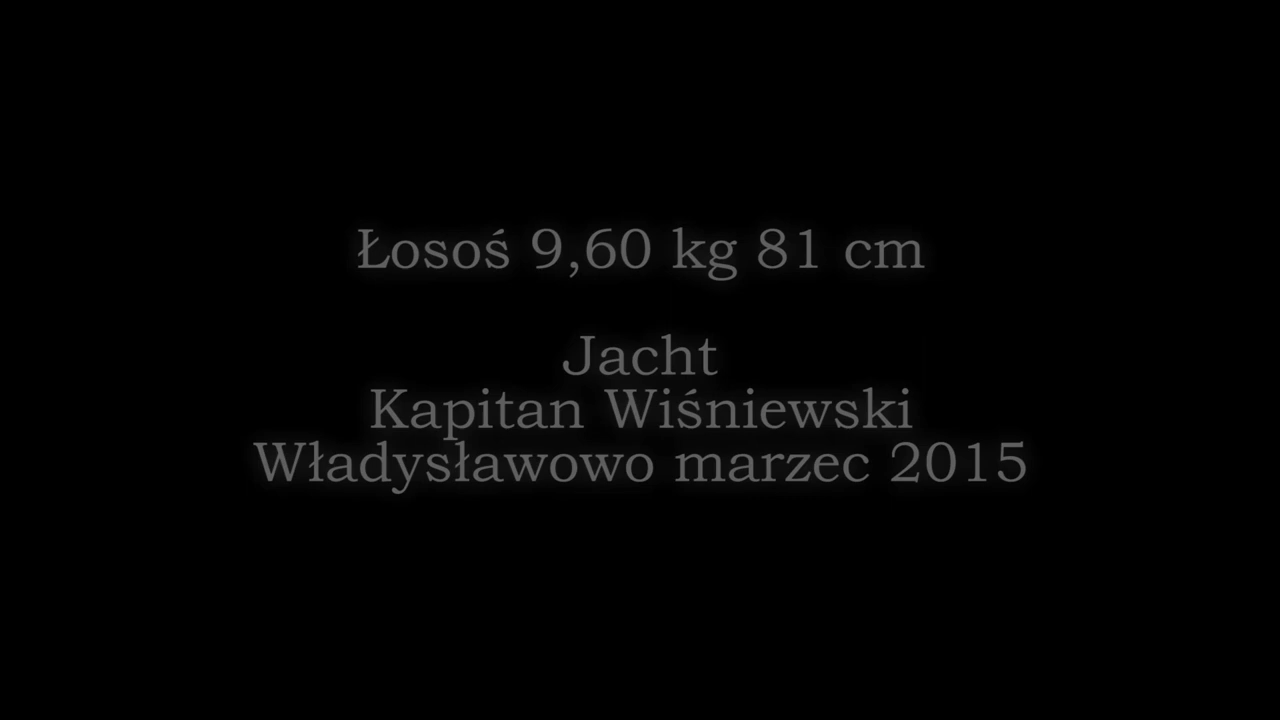 Łosoś 9,60 kg 81 cm
Jacht
Kapitan Wiśniewski
Władysławowo marzec 2015